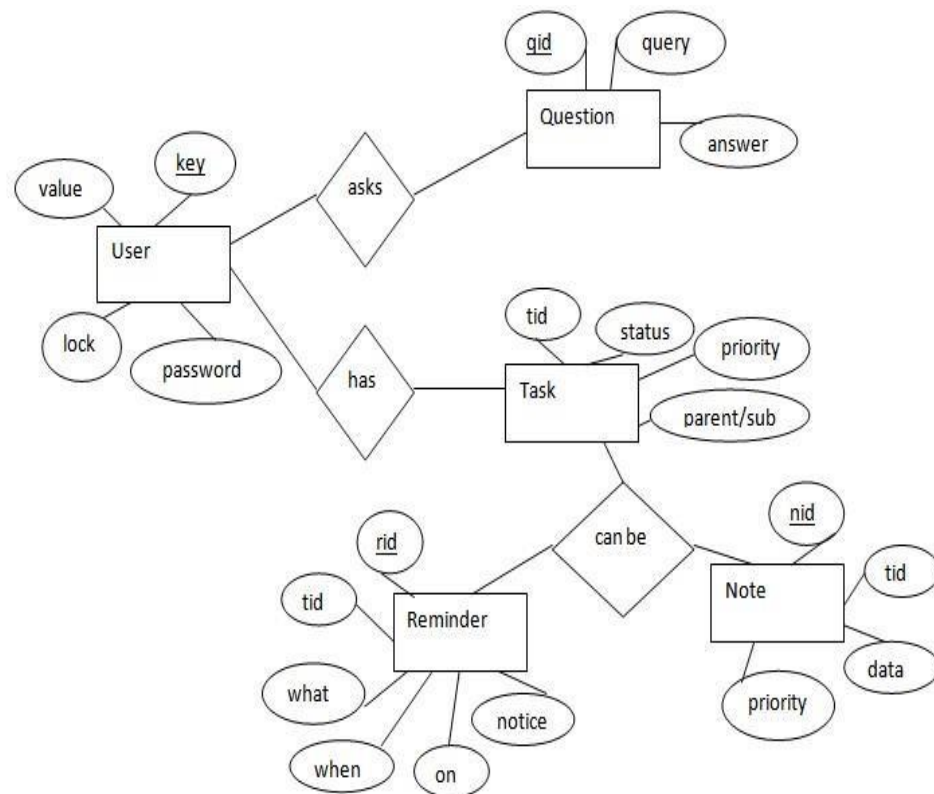 qid
query
Question
answer
key
value
asks
User
lock
password
has
tid
status
priority
Task
parent/sub
can be
nid
rid
tid
Note
tid
Reminder
data
what
priority
notice
when
on